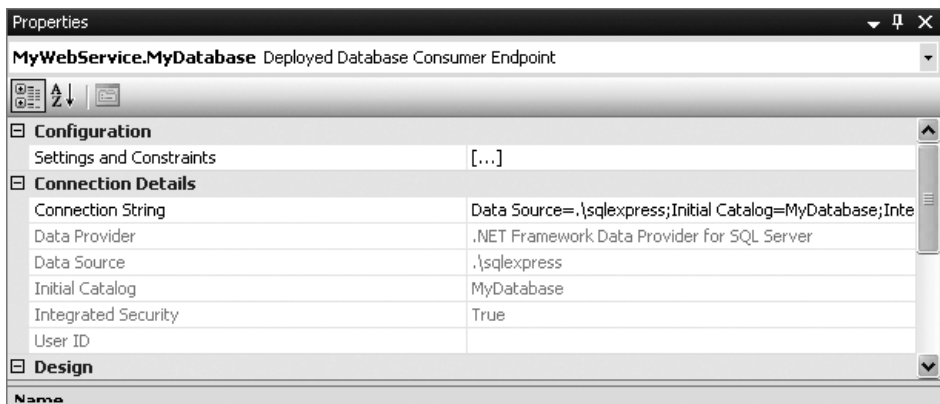 Properties
MyWebService.MyDatabase Deployed Database Consumer Endpoint
Configuration
Settings and Constraints [...]
Connection Details
Connection String Data Source=.\sqlexpress;Initial Catalog=MyDatabase;Inte
Data Provider .NET Framework Data Provider for SQL Server
Data Source .\sqlexpress
Initial Catalog MyDatabase
Integrated Security True
User ID
Design
Name